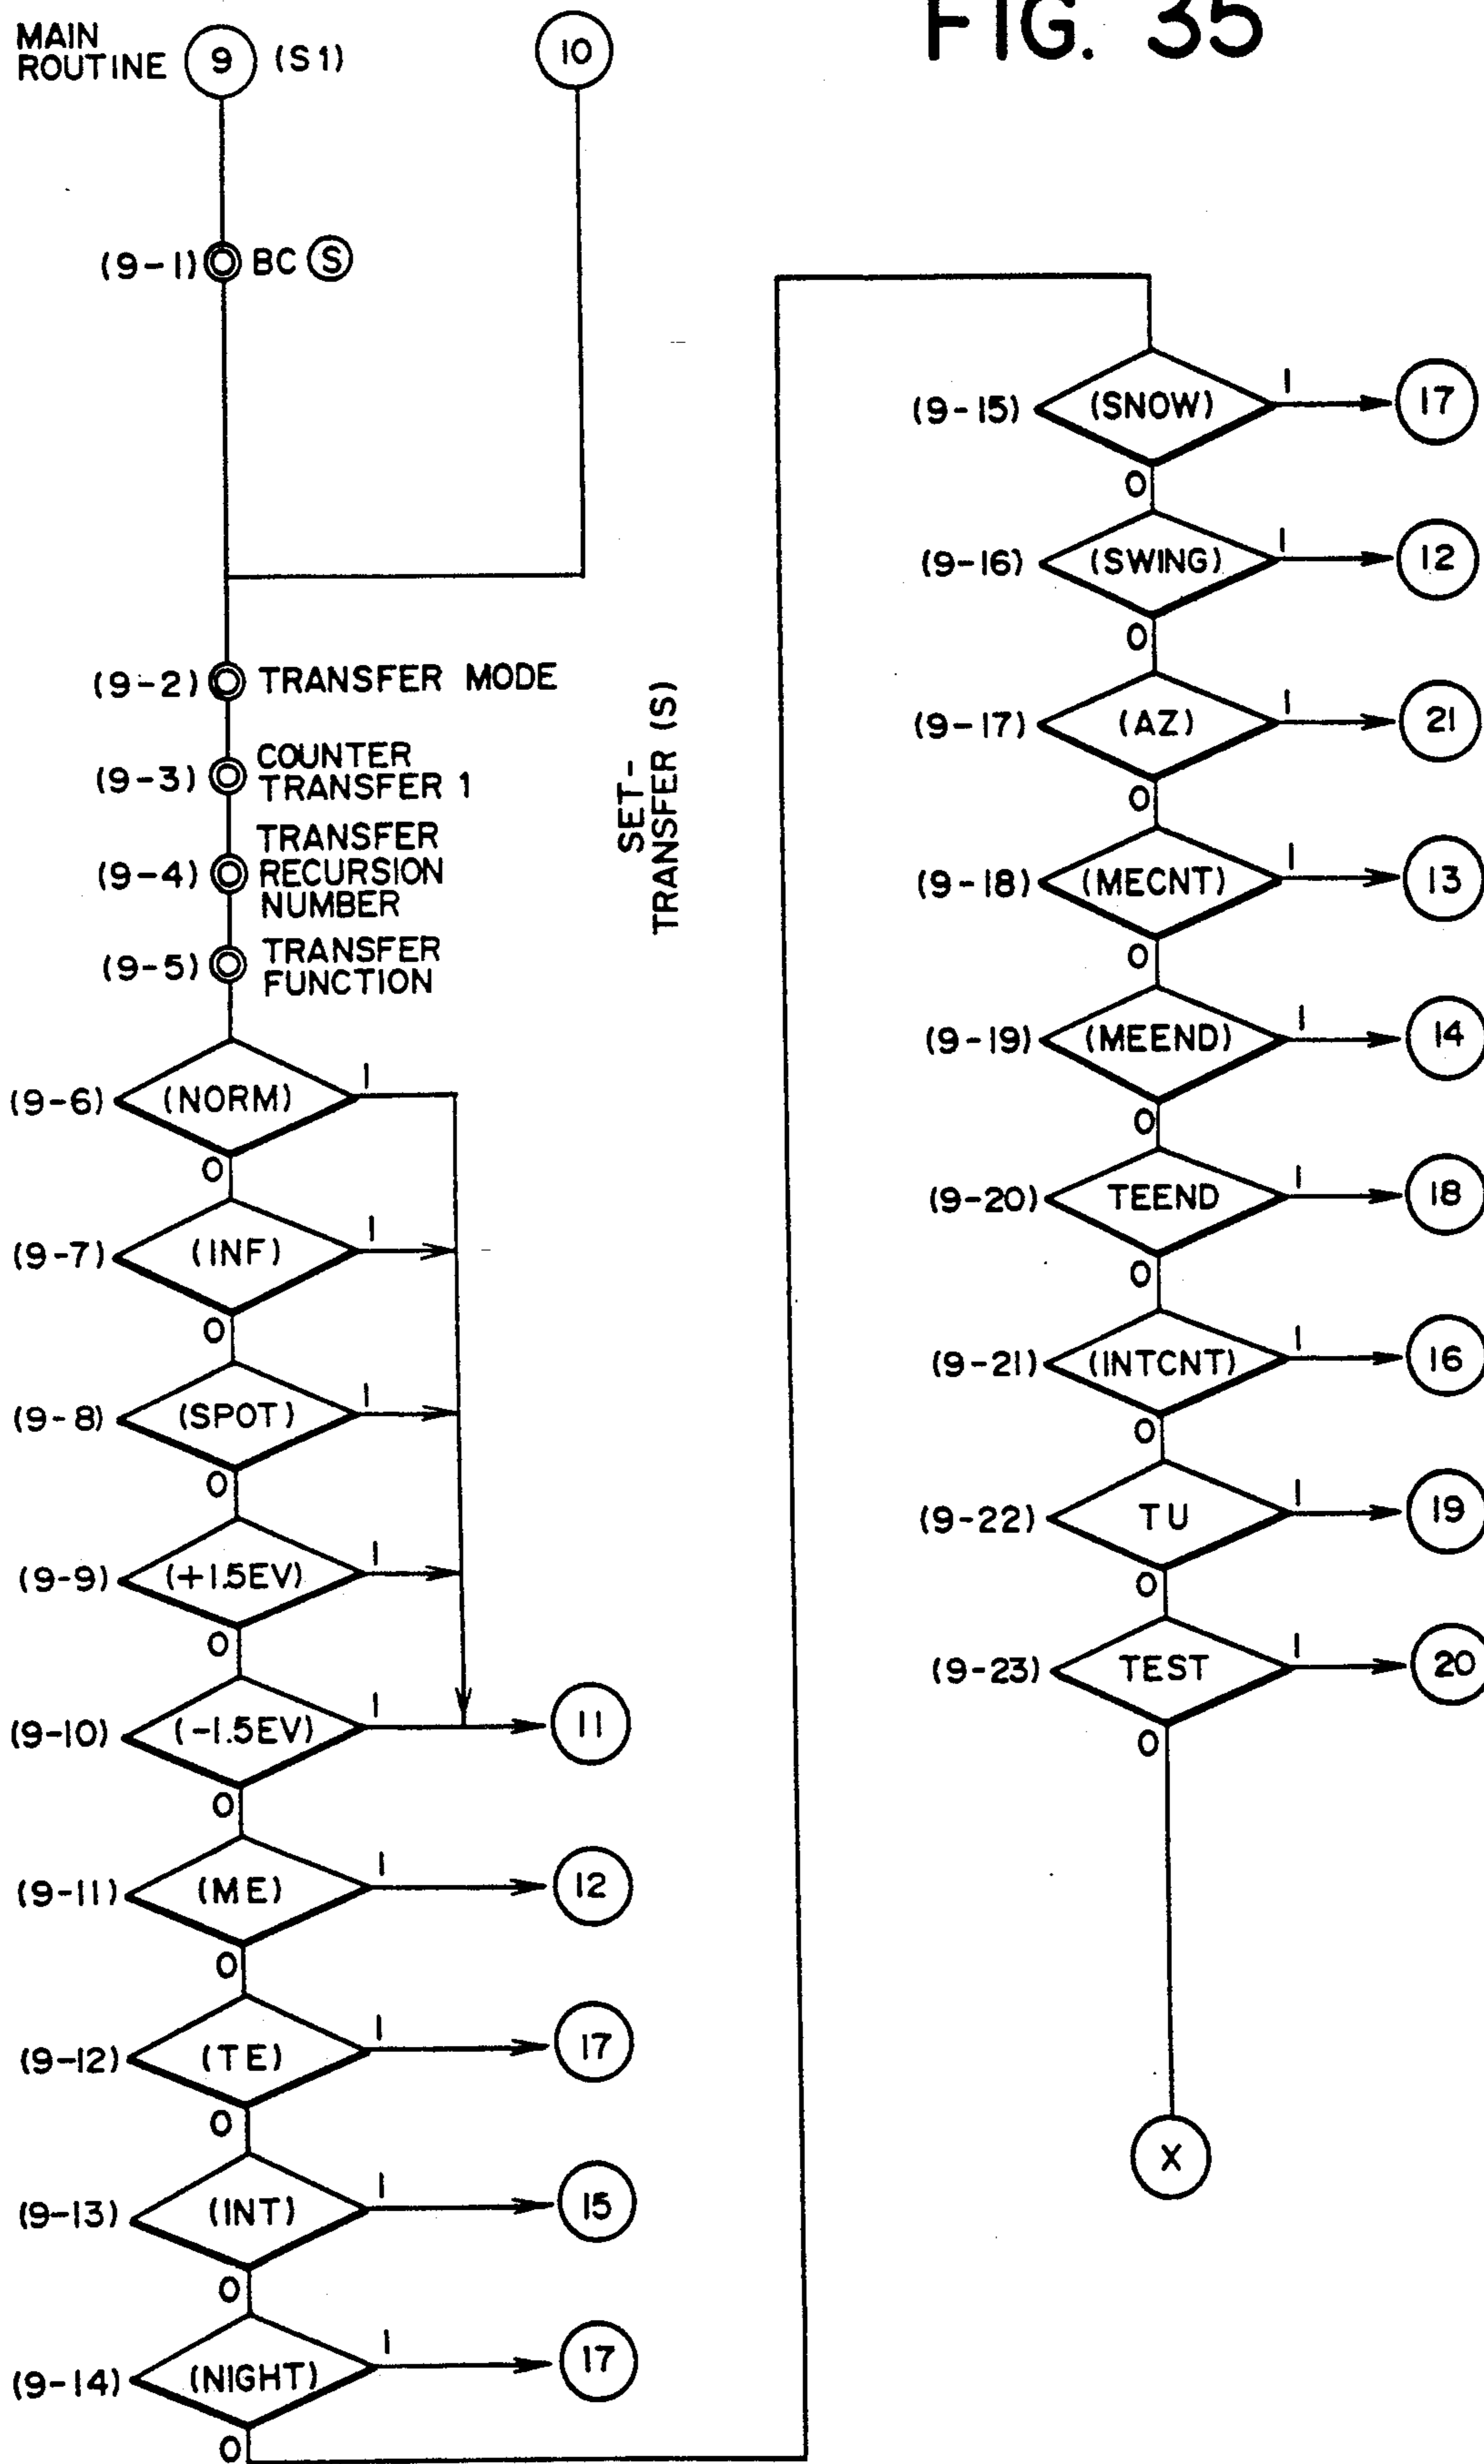 FIG. 35
MAIN
ROUTINE 9 (S1)
10
(9-1) BC S
(9-2) TRANSFER MODE
(9-3) COUNTER
TRANSFER 1
(9-4) TRANSFER
RECURSION
NUMBER
(9-5) TRANSFER
FUNCTION
(9-6) (NORM) 1
0
(9-7) (INF) 1
0
(9-8) (SPOT) 1
0
(9-9) (+1.5EV) 1
0
(9-10) (-1.5EV) 1 11
0
(9-11) (ME) 1 12
0
(9-12) (TE) 1 17
0
(9-13) (INT) 1 15
0
(9-14) (NIGHT) 1 17
0
SET-
TRANSFER (S)
(9-15) (SNOW) 1 17
0
(9-16) (SWING) 1 12
0
(9-17) (AZ) 1 21
0
(9-18) (MECNT) 1 13
0
(9-19) (MEEND) 1 14
0
(9-20) TEEND 1 18
0
(9-21) (INTCNT) 1 16
0
(9-22) TU 1 19
0
(9-23) TEST 1 20
0
X